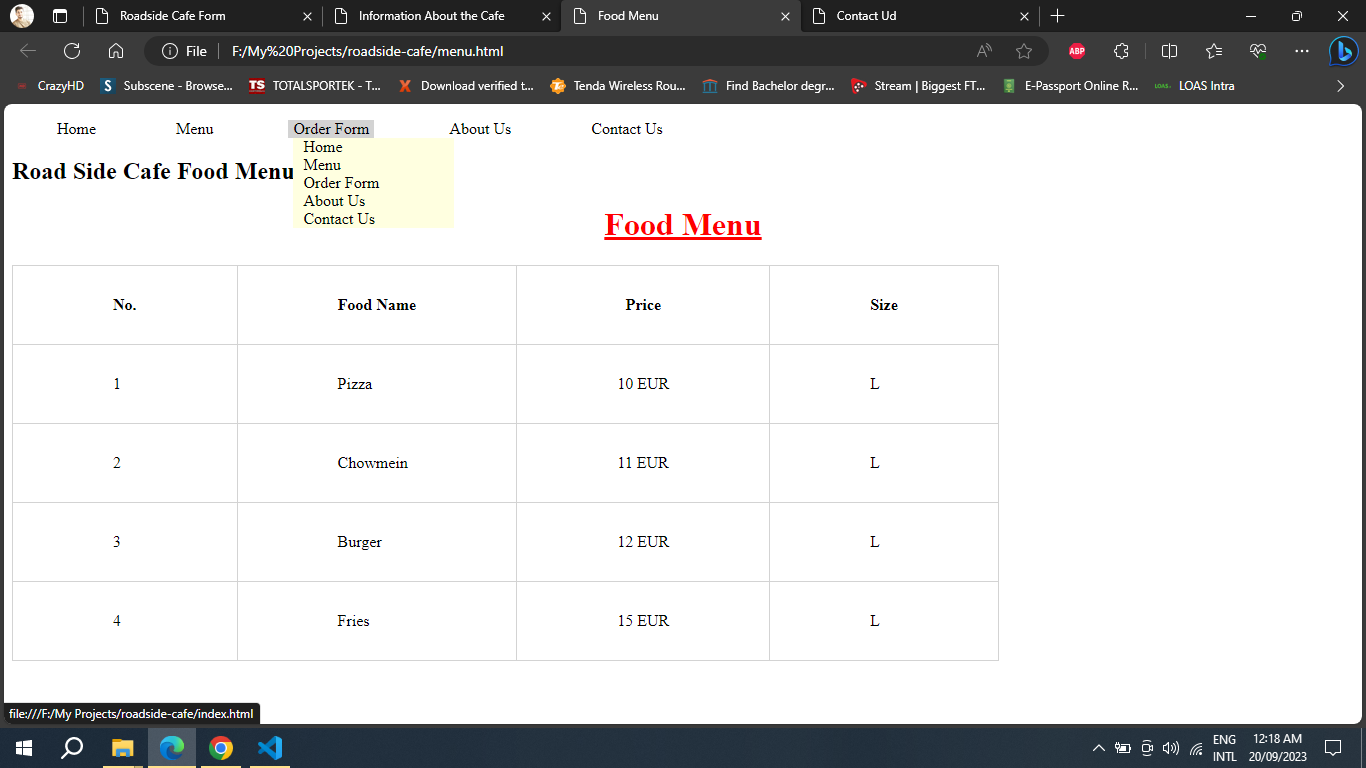 Roadside Cafe Form
Information About the Cafe
Food Menu
Contact Ud
File
F:/My%20Projects/roadside-cafe/menu.html
A
ABP
CrazyHD
S
Subscene - Browse...
TS
TOTALSPORTEK - T...
X
Download verified t...
Tenda Wireless Rou...
Find Bachelor degr...
Stream | Biggest FT...
E-Passport Online R...
LOAS
LOAS Intra
Home Menu Order Form About Us Contact Us
Home
Menu
Order Form
About Us
Contact Us
Road Side Cafe Food Menu
Food Menu
No. Food Name Price Size
1 Pizza 10 EUR L
2 Chowmein 11 EUR L
3 Burger 12 EUR L
4 Fries 15 EUR L
file:///F:/My Projects/roadside-cafe/index.html
ENG
INTL
12:18 AM
20/09/2023